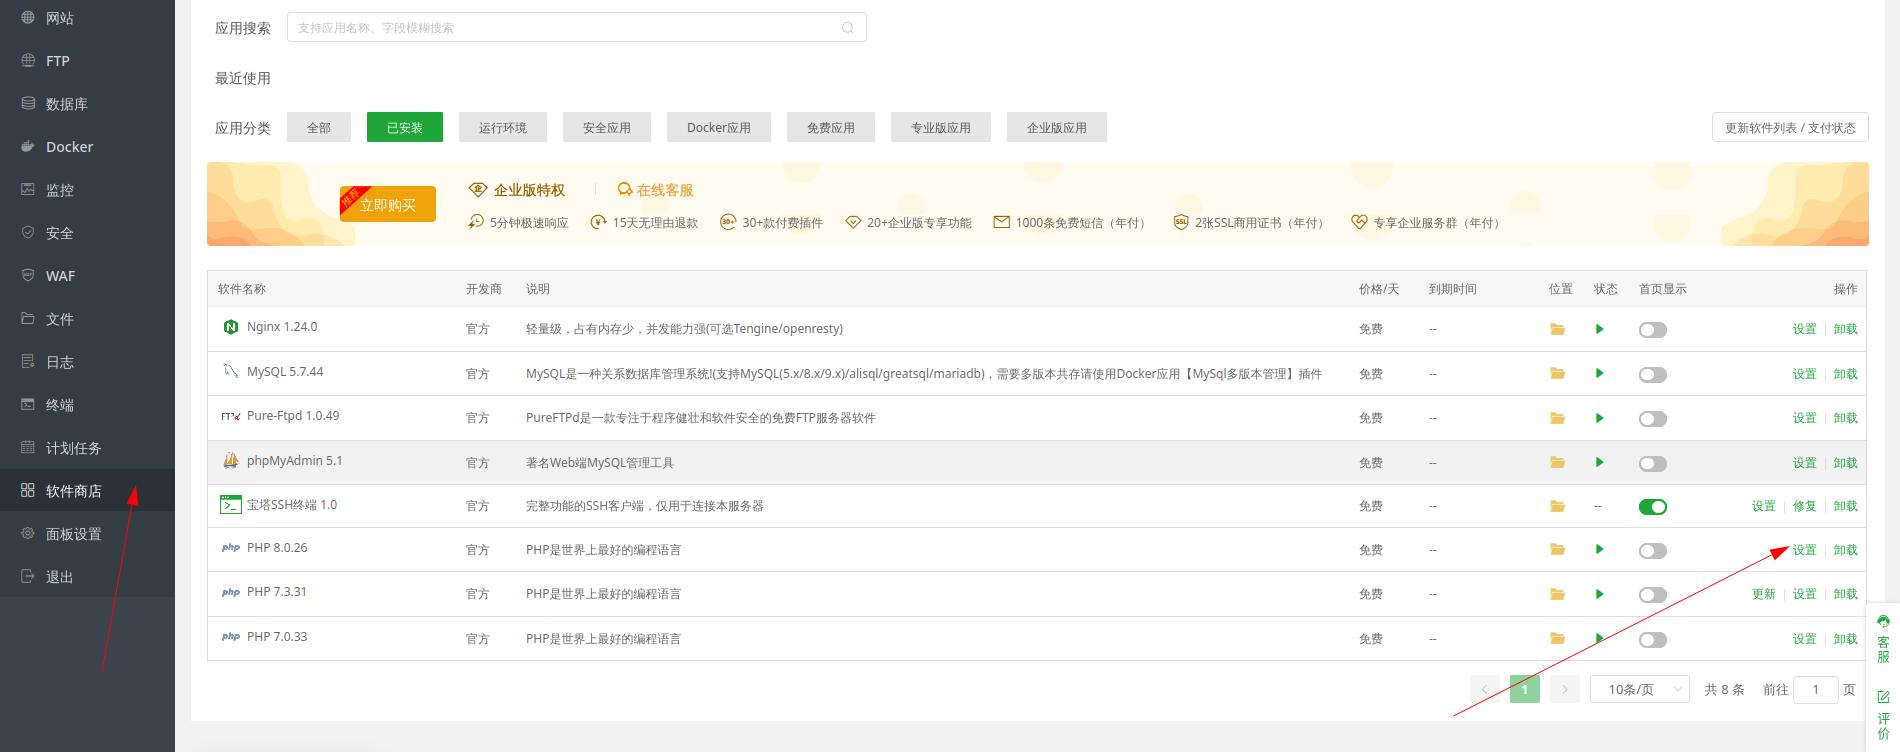 网站
FTP
数据库
Docker
监控
安全
WAF
文件
日志
终端
计划任务
软件商店
面板设置
退出
应用搜索 支持应用名称、字段模糊搜索
最近使用
应用分类 全部 已安装 运行环境 安全应用 Docker应用 免费应用 专业版应用 企业版应用 更新软件列表 / 支付状态
推荐 立即购买 企业版特权 在线客服
5分钟极速响应 15天无理由退款 30+款付费插件 20+企业版专享功能 1000条免费短信（年付） 2张SSL商用证书（年付） 专享企业服务群（年付）
软件名称 开发商 说明 价格/天 到期时间 位置 状态 首页显示 操作
Nginx 1.24.0 官方 轻量级，占有内存少，并发能力强(可选Tengine/openresty) 免费 -- 设置 | 卸载
MySQL 5.7.44 官方 MySQL是一种关系数据库管理系统!(支持MySQL(5.x/8.x/9.x)/alisql/greatsql/mariadb)，需要多版本共存请使用Docker应用【MySql多版本管理】插件 免费 -- 设置 | 卸载
Pure-Ftpd 1.0.49 官方 PureFTPd是一款专注于程序健壮和软件安全的免费FTP服务器软件 免费 -- 设置 | 卸载
phpMyAdmin 5.1 官方 著名Web端MySQL管理工具 免费 -- 设置 | 卸载
宝塔SSH终端 1.0 官方 完整功能的SSH客户端，仅用于连接本服务器 免费 -- -- 设置 | 修复 | 卸载
php PHP 8.0.26 官方 PHP是世界上最好的编程语言 免费 -- 设置 | 卸载
php PHP 7.3.31 官方 PHP是世界上最好的编程语言 免费 -- 更新 | 设置 | 卸载
php PHP 7.0.33 官方 PHP是世界上最好的编程语言 免费 -- 设置 | 卸载
< 1 > 10条/页 共 8 条 前往 1 页
客服
评价